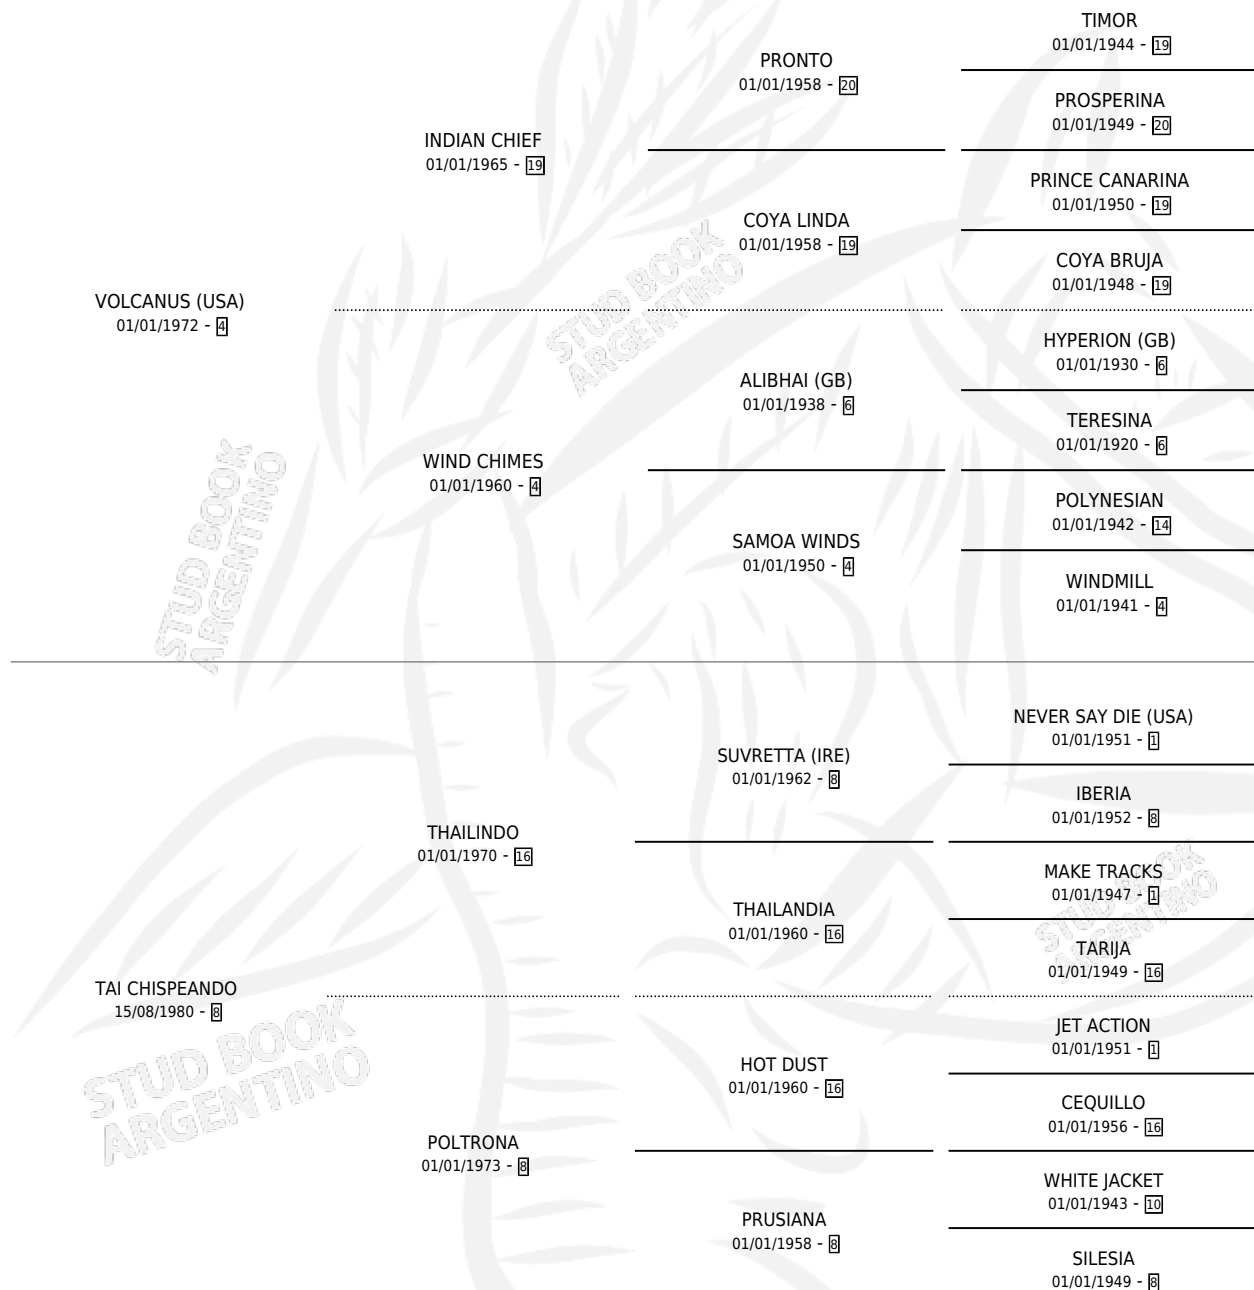 TIMOR
01/01/1944 - 19
PRONTO
01/01/1958 - 20
PROSPERINA
01/01/1949 - 20
INDIAN CHIEF
01/01/1965 - 19
PRINCE CANARINA
01/01/1950 - 19
COYA LINDA
01/01/1958 - 19
COYA BRUJA
01/01/1948 - 19
VOLCANUS (USA)
01/01/1972 - 4
HYPERION (GB)
01/01/1930 - 6
ALIBHAI (GB)
01/01/1938 - 6
TERESINA
01/01/1920 - 6
WIND CHIMES
01/01/1960 - 4
POLYNESIAN
01/01/1942 - 14
SAMOA WINDS
01/01/1950 - 4
WINDMILL
01/01/1941 - 4
STUD BOOK
ARGENTINO
STUD BOOK
ARGENTINO
NEVER SAY DIE (USA)
01/01/1951 - 1
SUVRETTA (IRE)
01/01/1962 - 8
IBERIA
01/01/1952 - 8
THAILINDO
01/01/1970 - 16
MAKE TRACKS
01/01/1947 - 1
THAILANDIA
01/01/1960 - 16
TARIJA
01/01/1949 - 16
STUD BOOK
ARGENTINO
TAI CHISPEANDO
15/08/1980 - 8
JET ACTION
01/01/1951 - 1
HOT DUST
01/01/1960 - 16
CEQUILLO
01/01/1956 - 16
POLTRONA
01/01/1973 - 8
WHITE JACKET
01/01/1943 - 10
PRUSIANA
01/01/1958 - 8
SILESIA
01/01/1949 - 8
STUD BOOK
ARGENTINO